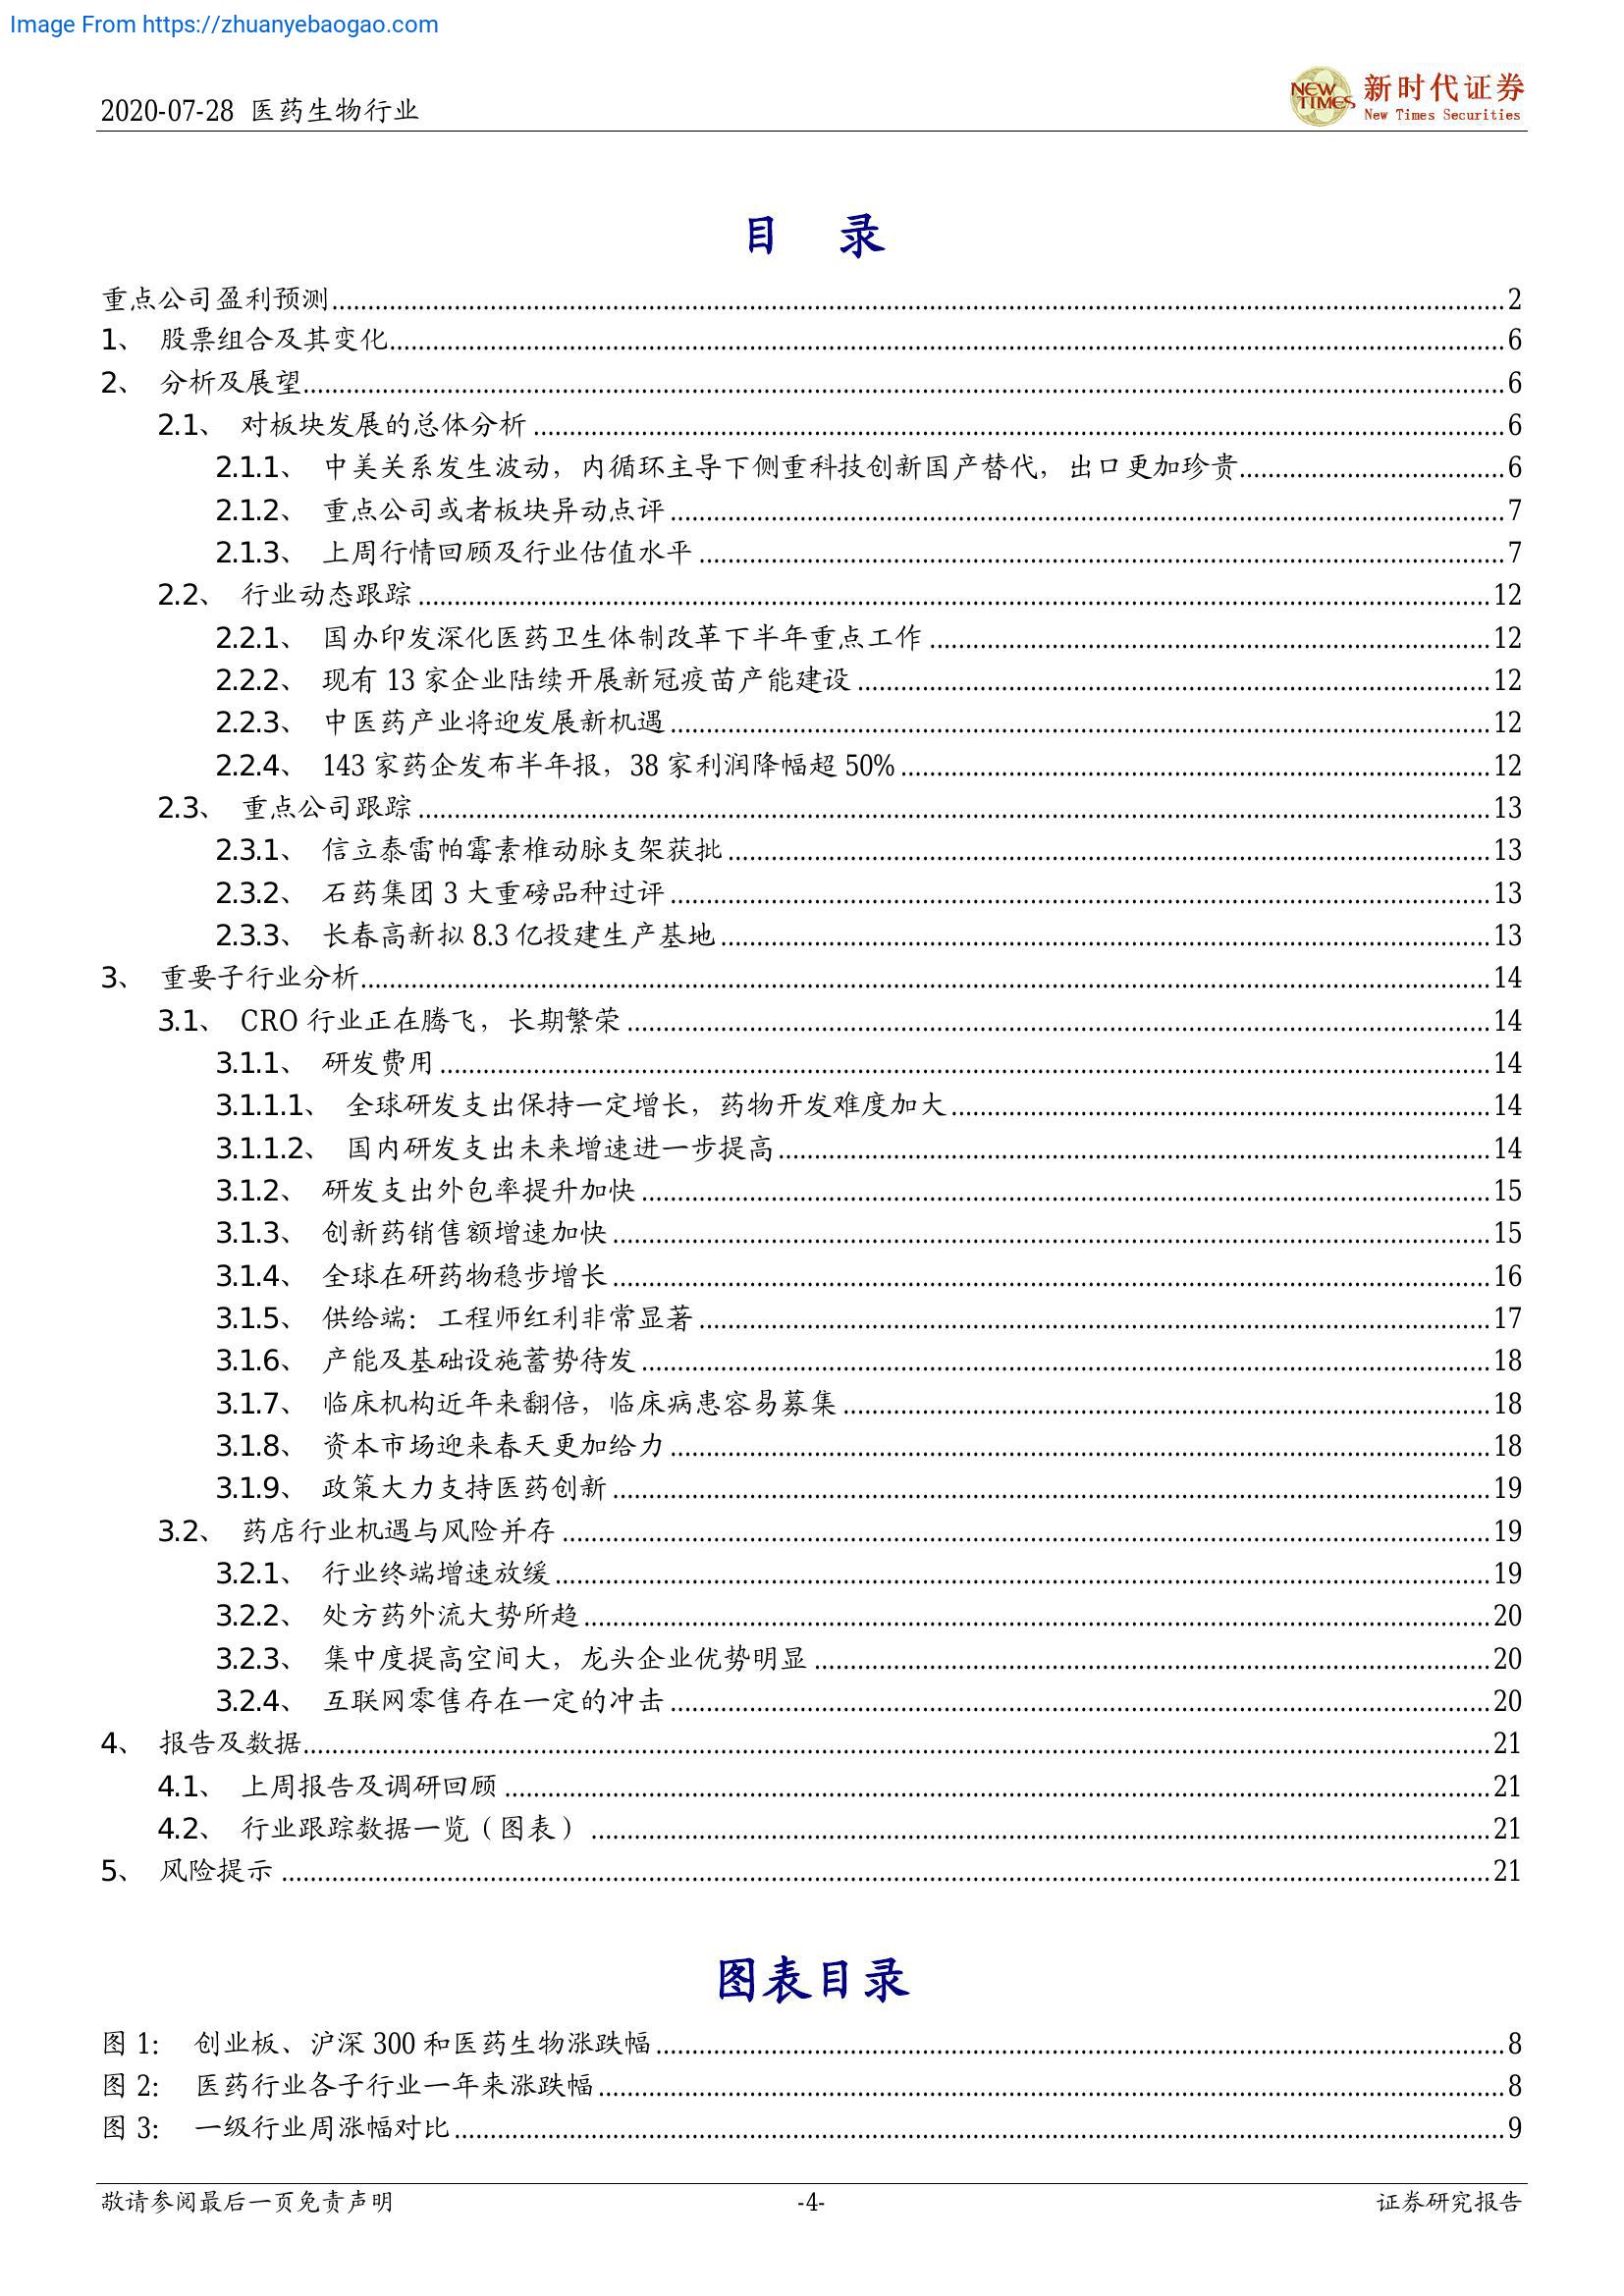 Image From https://zhuanyebaogao.com
2020-07-28 医药生物行业
NEW TIMES 新时代证券
New Times Securities
目 录
重点公司盈利预测 2
1、 股票组合及其变化 6
2、 分析及展望 6
2.1、 对板块发展的总体分析 6
2.1.1、 中美关系发生波动，内循环主导下侧重科技创新国产替代，出口更加珍贵 6
2.1.2、 重点公司或者板块异动点评 7
2.1.3、 上周行情回顾及行业估值水平 7
2.2、 行业动态跟踪 12
2.2.1、 国办印发深化医药卫生体制改革下半年重点工作 12
2.2.2、 现有 13 家企业陆续开展新冠疫苗产能建设 12
2.2.3、 中医药产业将迎发展新机遇 12
2.2.4、 143 家药企发布半年报，38 家利润降幅超 50% 12
2.3、 重点公司跟踪 13
2.3.1、 信立泰雷帕霉素椎动脉支架获批 13
2.3.2、 石药集团 3 大重磅品种过评 13
2.3.3、 长春高新拟 8.3 亿投建生产基地 13
3、 重要子行业分析 14
3.1、 CRO 行业正在腾飞，长期繁荣 14
3.1.1、 研发费用 14
3.1.1.1、 全球研发支出保持一定增长，药物开发难度加大 14
3.1.1.2、 国内研发支出未来增速进一步提高 14
3.1.2、 研发支出外包率提升加快 15
3.1.3、 创新药销售额增速加快 15
3.1.4、 全球在研药物稳步增长 16
3.1.5、 供给端：工程师红利非常显著 17
3.1.6、 产能及基础设施蓄势待发 18
3.1.7、 临床机构近年来翻倍，临床病患容易募集 18
3.1.8、 资本市场迎来春天更加给力 18
3.1.9、 政策大力支持医药创新 19
3.2、 药店行业机遇与风险并存 19
3.2.1、 行业终端增速放缓 19
3.2.2、 处方药外流大势所趋 20
3.2.3、 集中度提高空间大，龙头企业优势明显 20
3.2.4、 互联网零售存在一定的冲击 20
4、 报告及数据 21
4.1、 上周报告及调研回顾 21
4.2、 行业跟踪数据一览（图表） 21
5、 风险提示 21
图表目录
图 1： 创业板、沪深 300 和医药生物涨跌幅 8
图 2： 医药行业各子行业一年来涨跌幅 8
图 3： 一级行业周涨幅对比 9
敬请参阅最后一页免责声明 -4- 证券研究报告